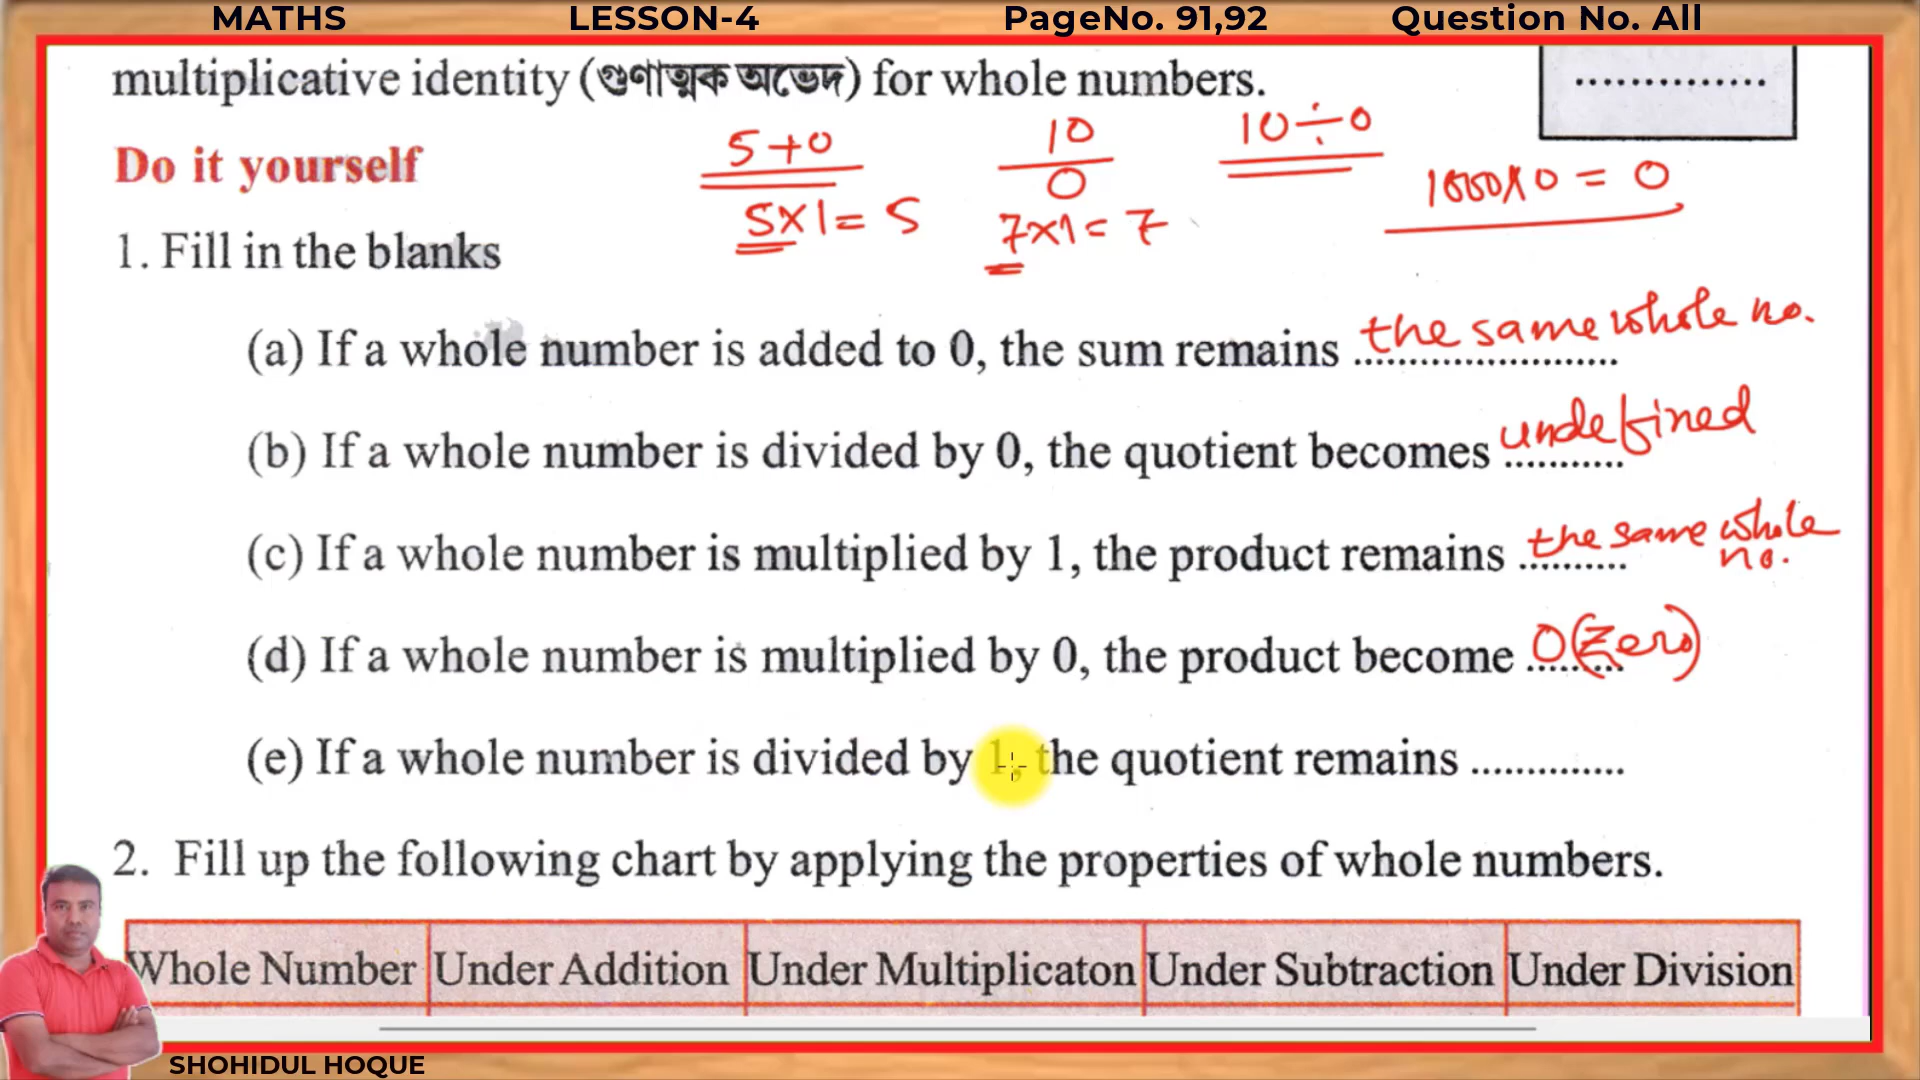 MATHS LESSON-4 PageNo. 91,92 Question No. All
multiplicative identity (গুণাত্মক অভেদ) for whole numbers.
..............
Do it yourself
5+0
10
0
10÷0
1000×0 = 0
5×1= 5
7×1= 7
1. Fill in the blanks
(a) If a whole number is added to 0, the sum remains .......................... the same whole no.
(b) If a whole number is divided by 0, the quotient becomes ............ undefined
(c) If a whole number is multiplied by 1, the product remains ........... the same whole no.
(d) If a whole number is multiplied by 0, the product become ......... 0(Zero)
(e) If a whole number is divided by 1, the quotient remains ..............
2. Fill up the following chart by applying the properties of whole numbers.
Whole Number Under Addition Under Multiplicaton Under Subtraction Under Division
SHOHIDUL HOQUE